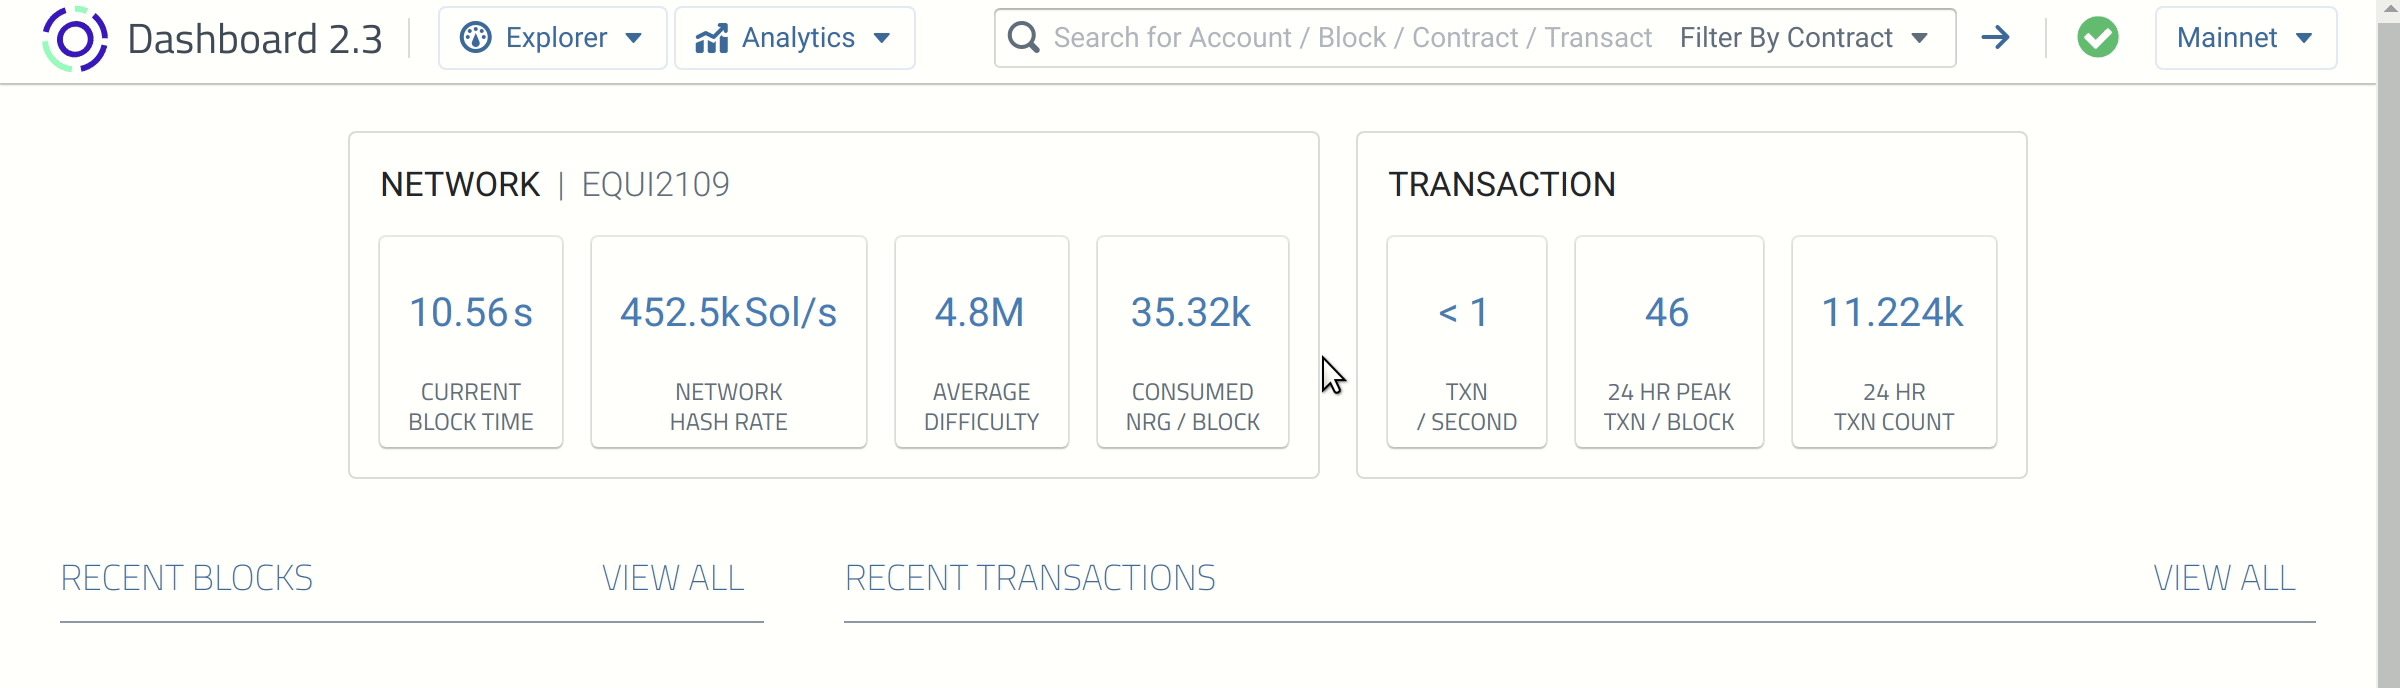 Dashboard 2.3
Explorer
Analytics
Search for Account / Block / Contract / Transact
Filter By Contract
Mainnet
NETWORK | EQUI2109
10.56 s
CURRENT
BLOCK TIME
452.5k Sol/s
NETWORK
HASH RATE
4.8M
AVERAGE
DIFFICULTY
35.32k
CONSUMED
NRG / BLOCK
TRANSACTION
< 1
TXN
/ SECOND
46
24 HR PEAK
TXN / BLOCK
11.224k
24 HR
TXN COUNT
RECENT BLOCKS
VIEW ALL
RECENT TRANSACTIONS
VIEW ALL